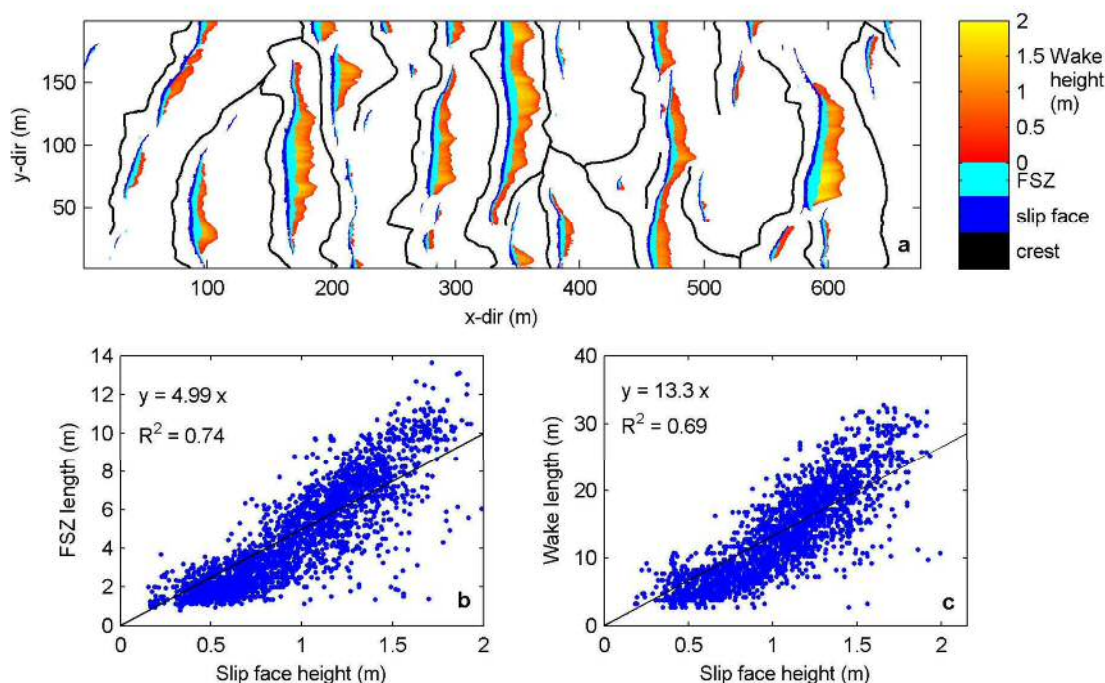 150
100
50
y-dir (m)
100
200
300
400
500
600
x-dir (m)
a
2
1.5
1
0.5
0
Wake
height
(m)
FSZ
slip face
crest
14
12
10
8
6
4
2
0
FSZ length (m)
y = 4.99 x
R² = 0.74
b
0
0.5
1
1.5
2
Slip face height (m)
40
30
20
10
0
Wake length (m)
y = 13.3 x
R² = 0.69
c
0
0.5
1
1.5
2
Slip face height (m)